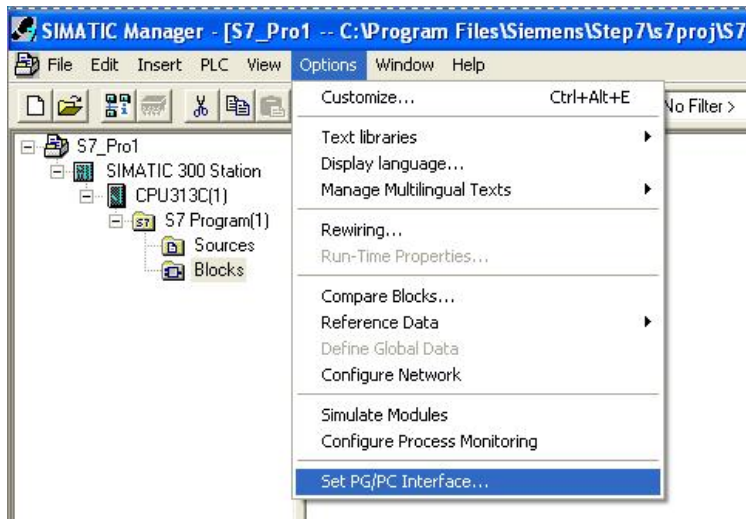 SIMATIC Manager - [S7_Pro1 -- C:\Program Files\Siemens\Step7\s7proj\S7
File Edit Insert PLC View Options Window Help
Customize... Ctrl+Alt+E
No Filter >
Text libraries
Display language...
Manage Multilingual Texts
Rewiring...
Run-Time Properties...
Compare Blocks...
Reference Data
Define Global Data
Configure Network
Simulate Modules
Configure Process Monitoring
Set PG/PC Interface...
S7_Pro1
SIMATIC 300 Station
CPU313C(1)
S7 Program(1)
Sources
Blocks